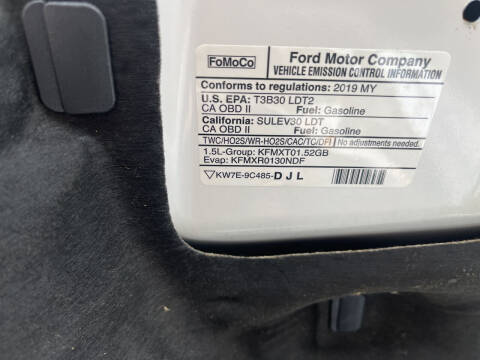 FoMoCo
Ford Motor Company
VEHICLE EMISSION CONTROL INFORMATION
Conforms to regulations: 2019 MY
U.S. EPA: T3B30 LDT2
CA OBD II Fuel: Gasoline
California: SULEV30 LDT
CA OBD II Fuel: Gasoline
TWC/HO2S/WR-HO2S/CAC/TC/DFI No adjustments needed.
1.5L-Group: KFMXT01.52GB
Evap: KFMXR0130NDF
KW7E-9C485-DJL